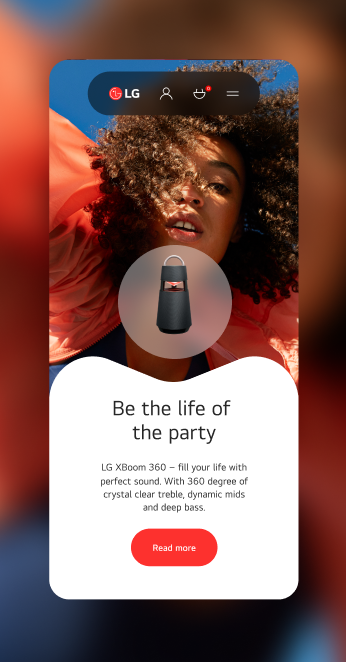 LG
Be the life of
the party
LG XBoom 360 – fill your life with
perfect sound. With 360 degree of
crystal clear treble, dynamic mids
and deep bass.
Read more